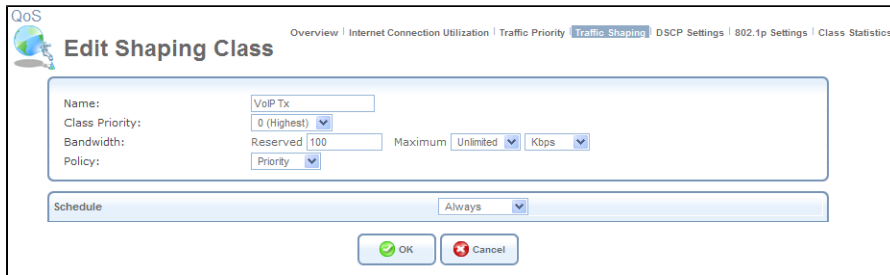 QoS
Overview | Internet Connection Utilization | Traffic Priority | Traffic Shaping | DSCP Settings | 802.1p Settings | Class Statistics
Edit Shaping Class
Name: VoIP Tx
Class Priority: 0 (Highest)
Bandwidth: Reserved 100 Maximum Unlimited Kbps
Policy: Priority
Schedule Always
OK Cancel